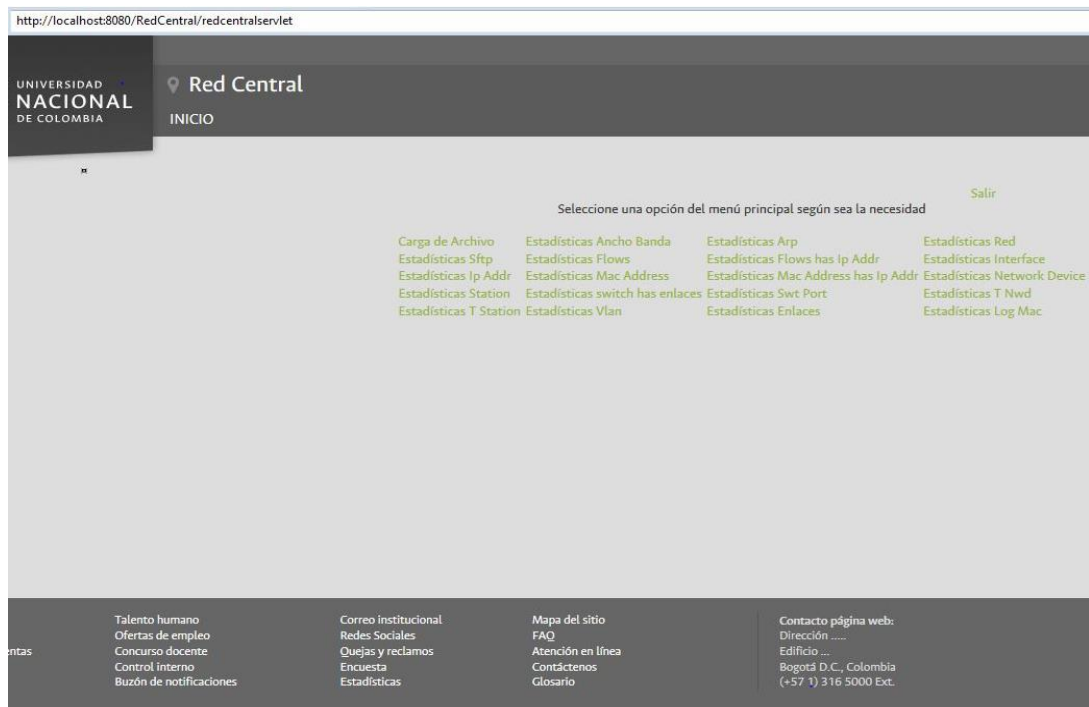 http://localhost:8080/RedCentral/redcentralservlet
UNIVERSIDAD
NACIONAL
DE COLOMBIA
Red Central
INICIO
Salir
Seleccione una opción del menú principal según sea la necesidad
Carga de Archivo Estadísticas Ancho Banda Estadísticas Arp Estadísticas Red
Estadísticas Sftp Estadísticas Flows Estadísticas Flows has Ip Addr Estadísticas Interface
Estadísticas Ip Addr Estadísticas Mac Address Estadísticas Mac Address has Ip Addr Estadísticas Network Device
Estadísticas Station Estadísticas switch has enlaces Estadísticas Swt Port Estadísticas T Nwd
Estadísticas T Station Estadísticas Vlan Estadísticas Enlaces Estadísticas Log Mac
entas
Talento humano
Ofertas de empleo
Concurso docente
Control interno
Buzón de notificaciones
Correo institucional
Redes Sociales
Quejas y reclamos
Encuesta
Estadísticas
Mapa del sitio
FAQ
Atención en línea
Contáctenos
Glosario
Contacto página web:
Dirección .....
Edificio ...
Bogotá D.C., Colombia
(+57 1) 316 5000 Ext.